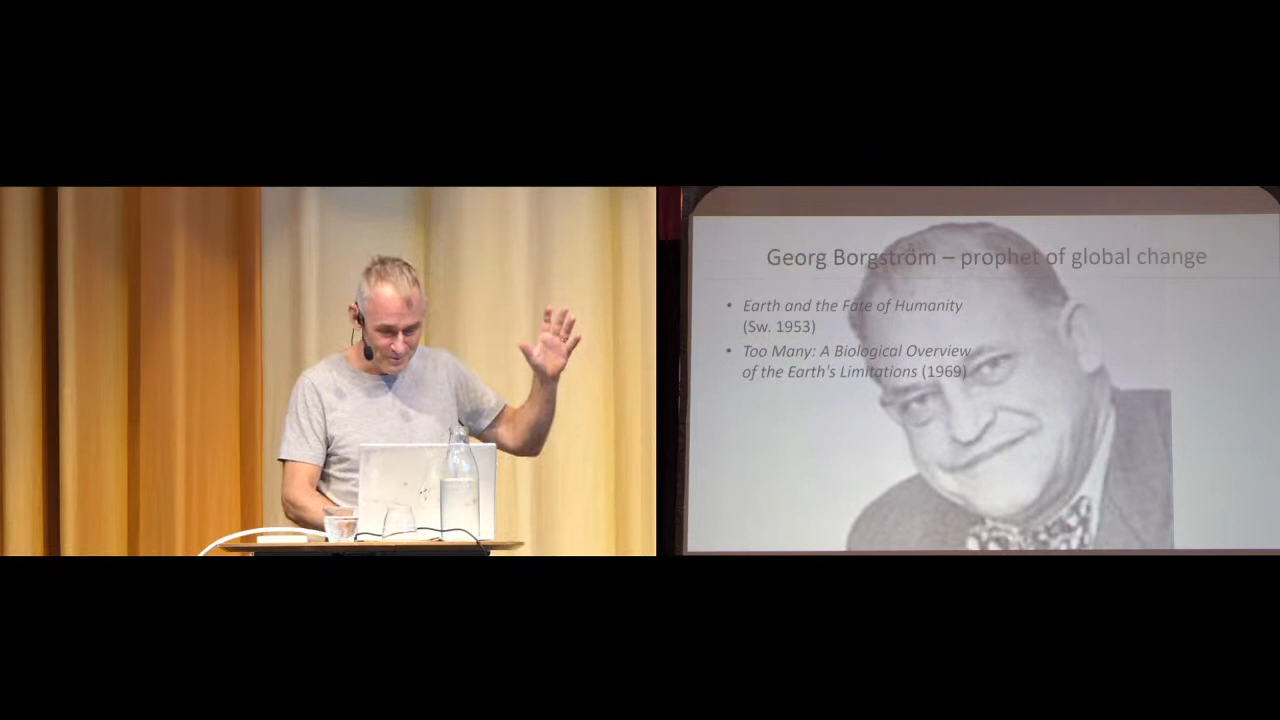 Georg Borgström – prophet of global change
• Earth and the Fate of Humanity
(Sw. 1953)
• Too Many: A Biological Overview
of the Earth's Limitations (1969)